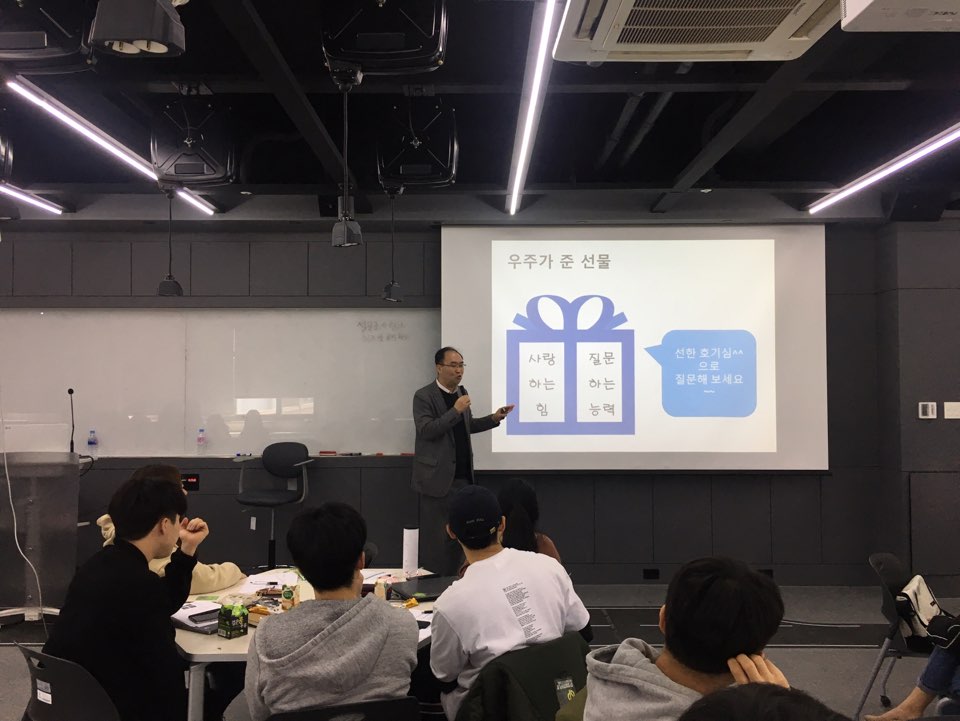 우주가 준 선물
사랑
하는
힘
질문
하는
능력
선한 호기심^^
으로
질문해 보세요
~~